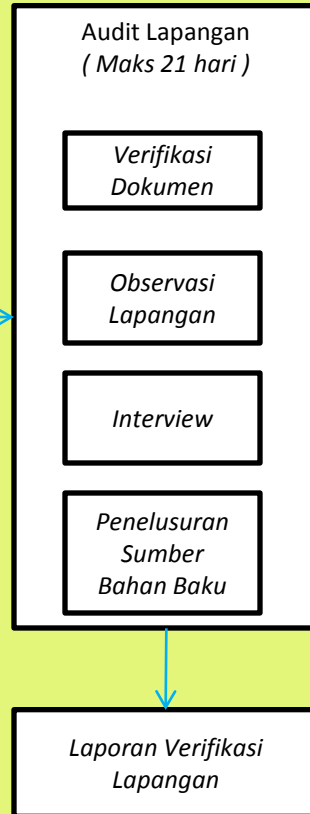 Audit Lapangan
( Maks 21 hari )
Verifikasi
Dokumen
Observasi
Lapangan
Interview
Penelusuran
Sumber
Bahan Baku
Laporan Verifikasi
Lapangan